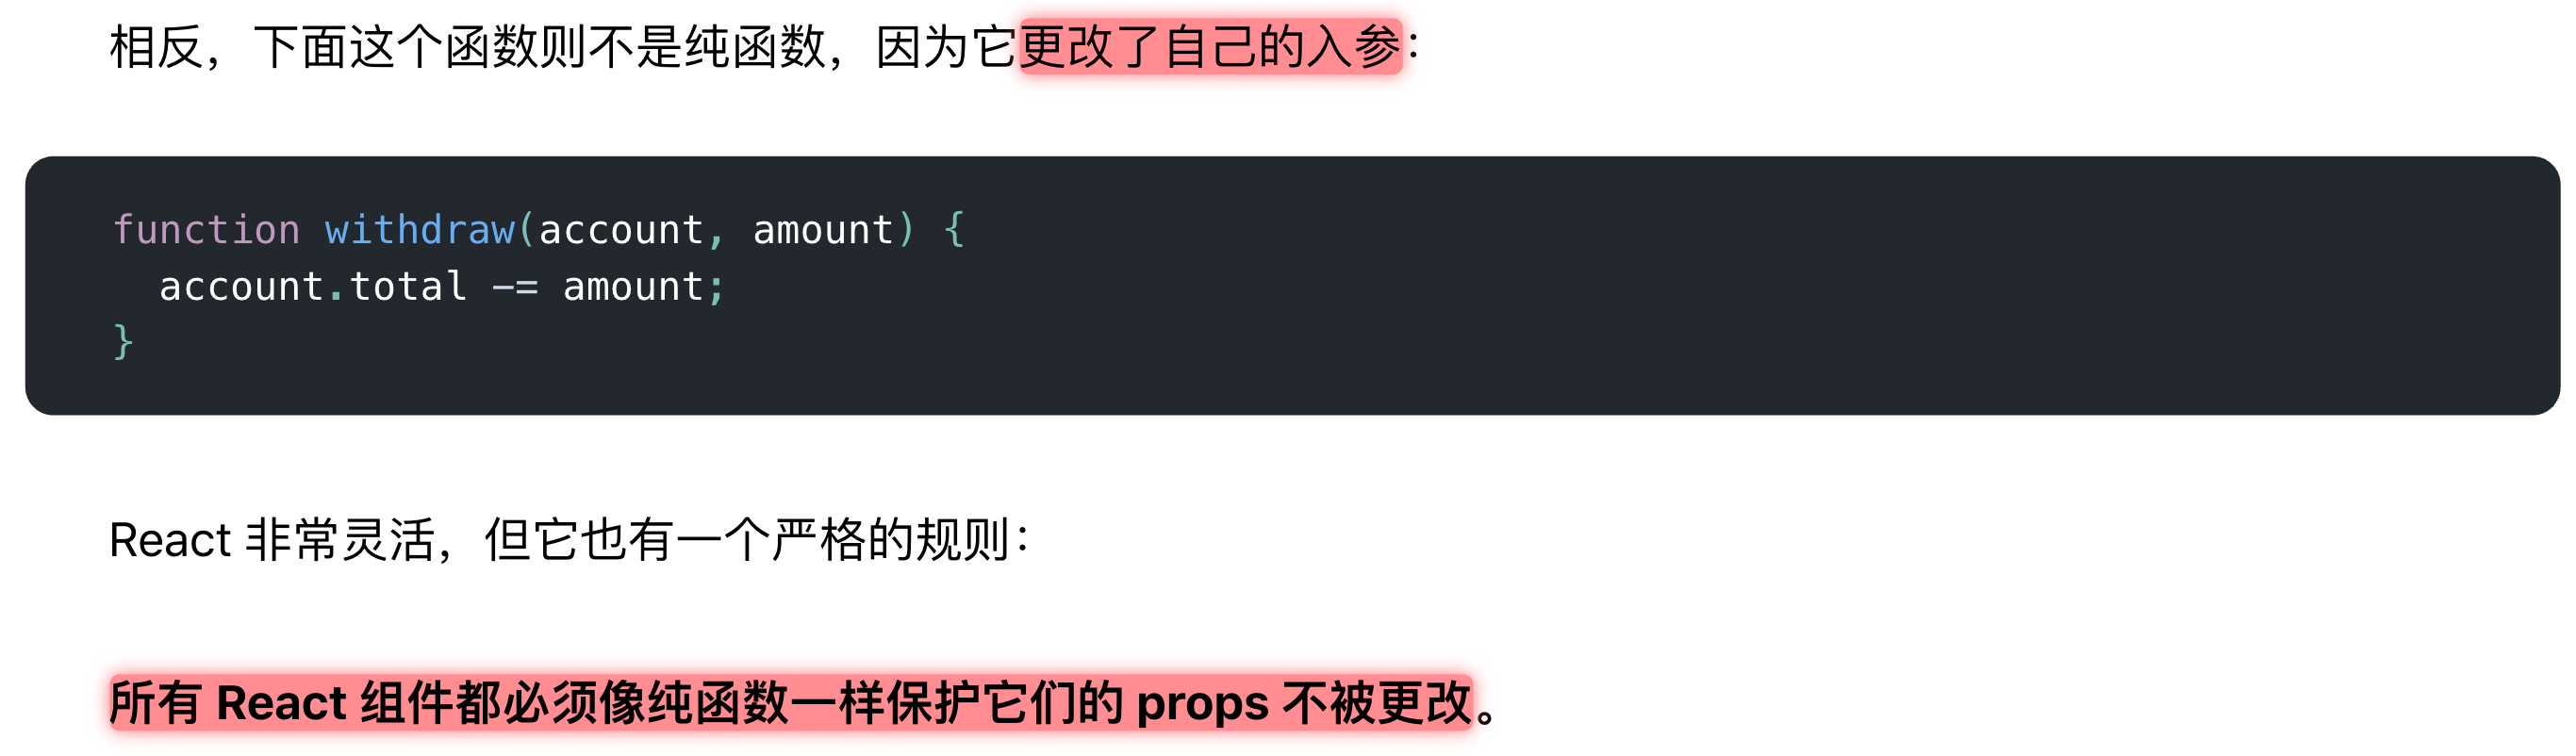 相反，下面这个函数则不是纯函数，因为它更改了自己的入参：
function withdraw(account, amount) {
  account.total -= amount;
}
React 非常灵活，但它也有一个严格的规则：
所有 React 组件都必须像纯函数一样保护它们的 props 不被更改。